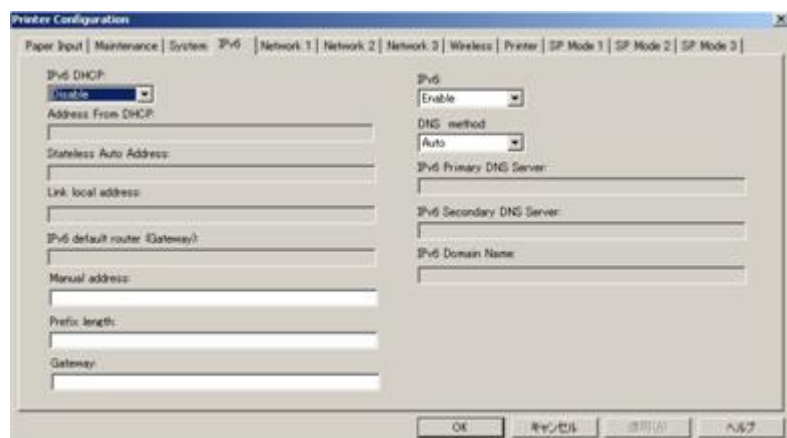 Printer Configuration
Paper Input Maintenance System IPv6 Network 1 Network 2 Network 3 Wireless Printer SP Mode 1 SP Mode 2 SP Mode 3
IPv6 DHCP:
Disable
Address From DHCP:
Stateless Auto Address:
Link local address:
IPv6 default router (Gateway):
Manual address:
Prefix length:
Gateway:
IPv6:
Enable
DNS method
Auto
IPv6 Primary DNS Server:
IPv6 Secondary DNS Server:
IPv6 Domain Name:
OK キャンセル 適用(A) ヘルプ